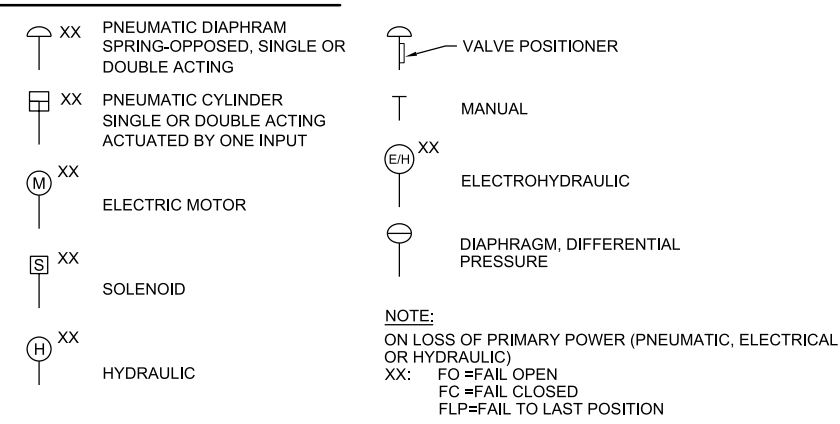 XX PNEUMATIC DIAPHRAM
SPRING-OPPOSED, SINGLE OR
DOUBLE ACTING
XX PNEUMATIC CYLINDER
SINGLE OR DOUBLE ACTING
ACTUATED BY ONE INPUT
M XX
ELECTRIC MOTOR
S XX
SOLENOID
H XX
HYDRAULIC
VALVE POSITIONER
MANUAL
E/H XX
ELECTROHYDRAULIC
DIAPHRAGM, DIFFERENTIAL
PRESSURE
NOTE:
ON LOSS OF PRIMARY POWER (PNEUMATIC, ELECTRICAL
OR HYDRAULIC)
XX: FO =FAIL OPEN
FC =FAIL CLOSED
FLP=FAIL TO LAST POSITION